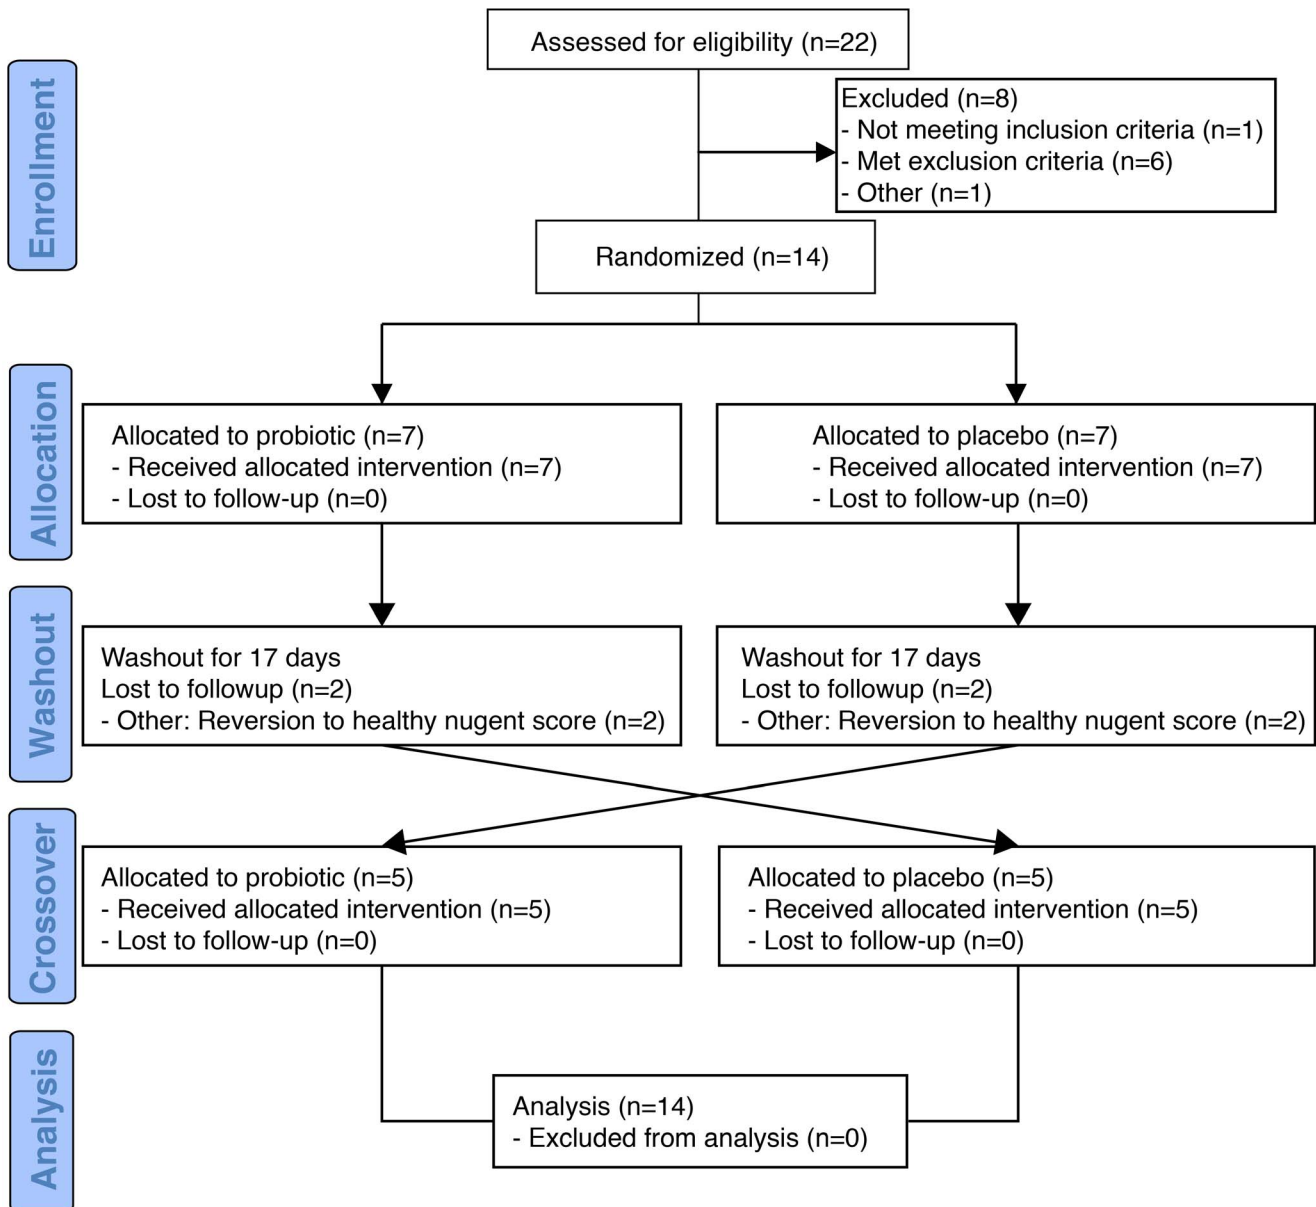 Assessed for eligibility (n=22)
Enrollment
Excluded (n=8)
- Not meeting inclusion criteria (n=1)
- Met exclusion criteria (n=6)
- Other (n=1)
Randomized (n=14)
Allocation
Allocated to probiotic (n=7)
- Received allocated intervention (n=7)
- Lost to follow-up (n=0)
Allocated to placebo (n=7)
- Received allocated intervention (n=7)
- Lost to follow-up (n=0)
Washout
Washout for 17 days
Lost to followup (n=2)
- Other: Reversion to healthy nugent score (n=2)
Washout for 17 days
Lost to followup (n=2)
- Other: Reversion to healthy nugent score (n=2)
Crossover
Allocated to probiotic (n=5)
- Received allocated intervention (n=5)
- Lost to follow-up (n=0)
Allocated to placebo (n=5)
- Received allocated intervention (n=5)
- Lost to follow-up (n=0)
Analysis
Analysis (n=14)
- Excluded from analysis (n=0)